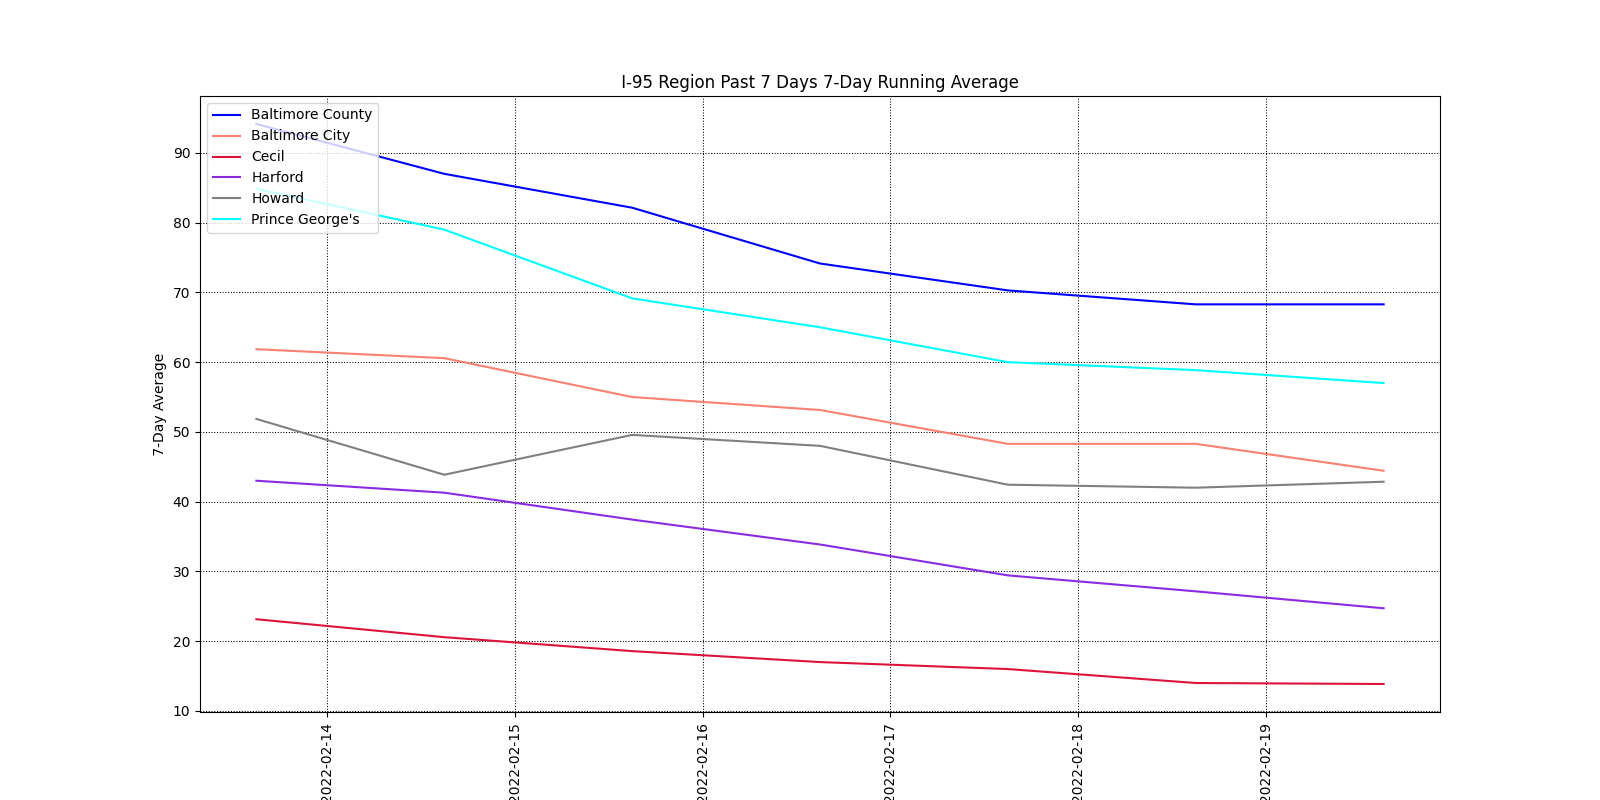 I-95 Region Past 7 Days 7-Day Running Average
Baltimore County
Baltimore City
Cecil
Harford
Howard
Prince George's
7-Day Average
90
80
70
60
50
40
30
20
10
2022-02-14
2022-02-15
2022-02-16
2022-02-17
2022-02-18
2022-02-19